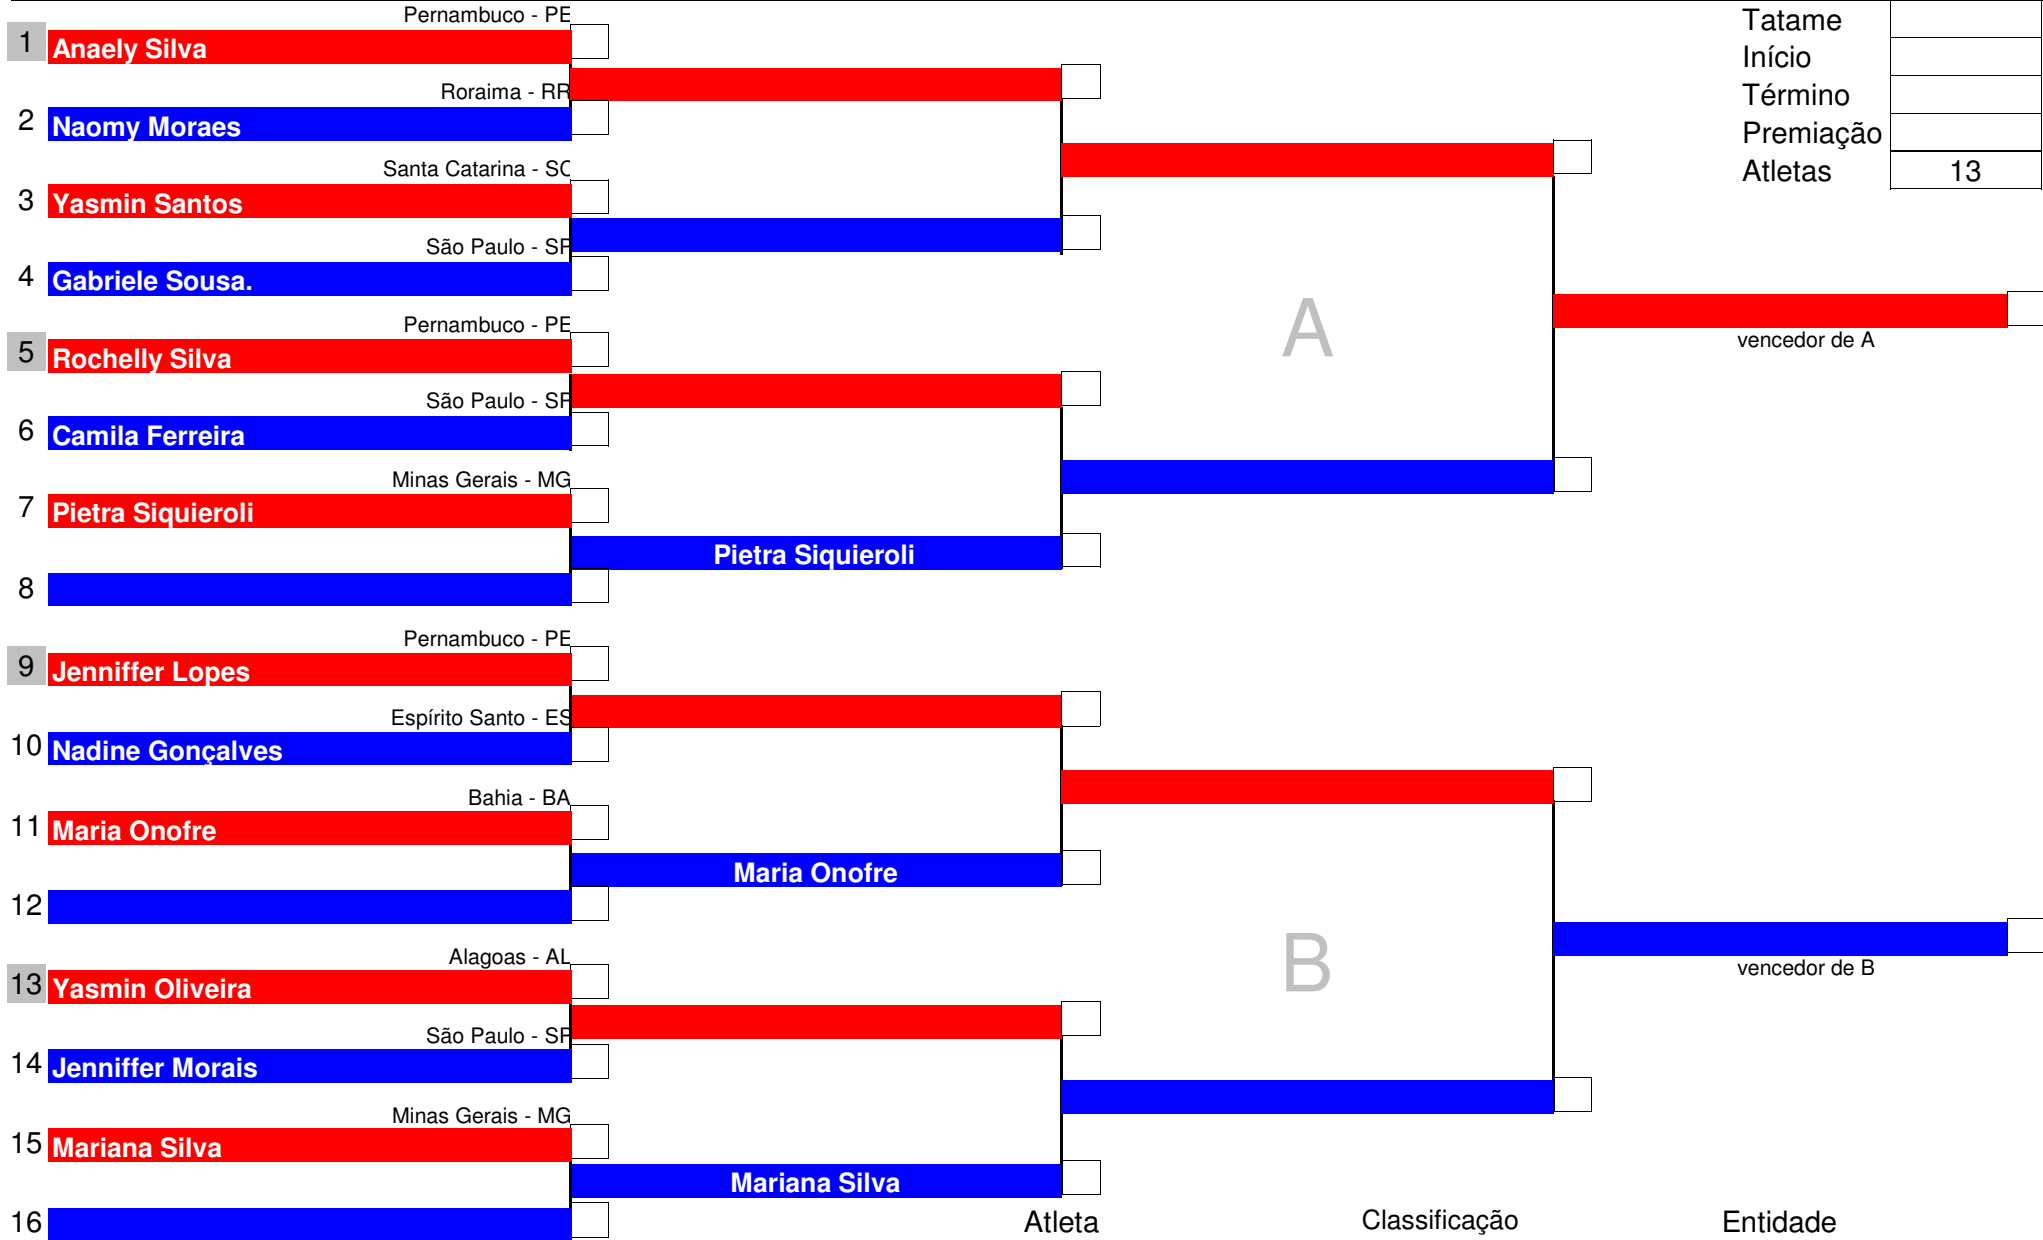 Pernambuco - PE
1 Anaely Silva
Roraima - RR
2 Naomy Moraes
Santa Catarina - SC
3 Yasmin Santos
São Paulo - SP
4 Gabriele Sousa.
Pernambuco - PE
5 Rochelly Silva
São Paulo - SP
6 Camila Ferreira
Minas Gerais - MG
7 Pietra Siquieroli
Pietra Siquieroli
8
Pernambuco - PE
9 Jenniffer Lopes
Espírito Santo - ES
10 Nadine Gonçalves
Bahia - BA
11 Maria Onofre
Maria Onofre
12
Alagoas - AL
13 Yasmin Oliveira
São Paulo - SP
14 Jenniffer Morais
Minas Gerais - MG
15 Mariana Silva
Mariana Silva
16
A
B
vencedor de A
vencedor de B
Tatame
Início
Término
Premiação
Atletas 13
Atleta Classificação Entidade